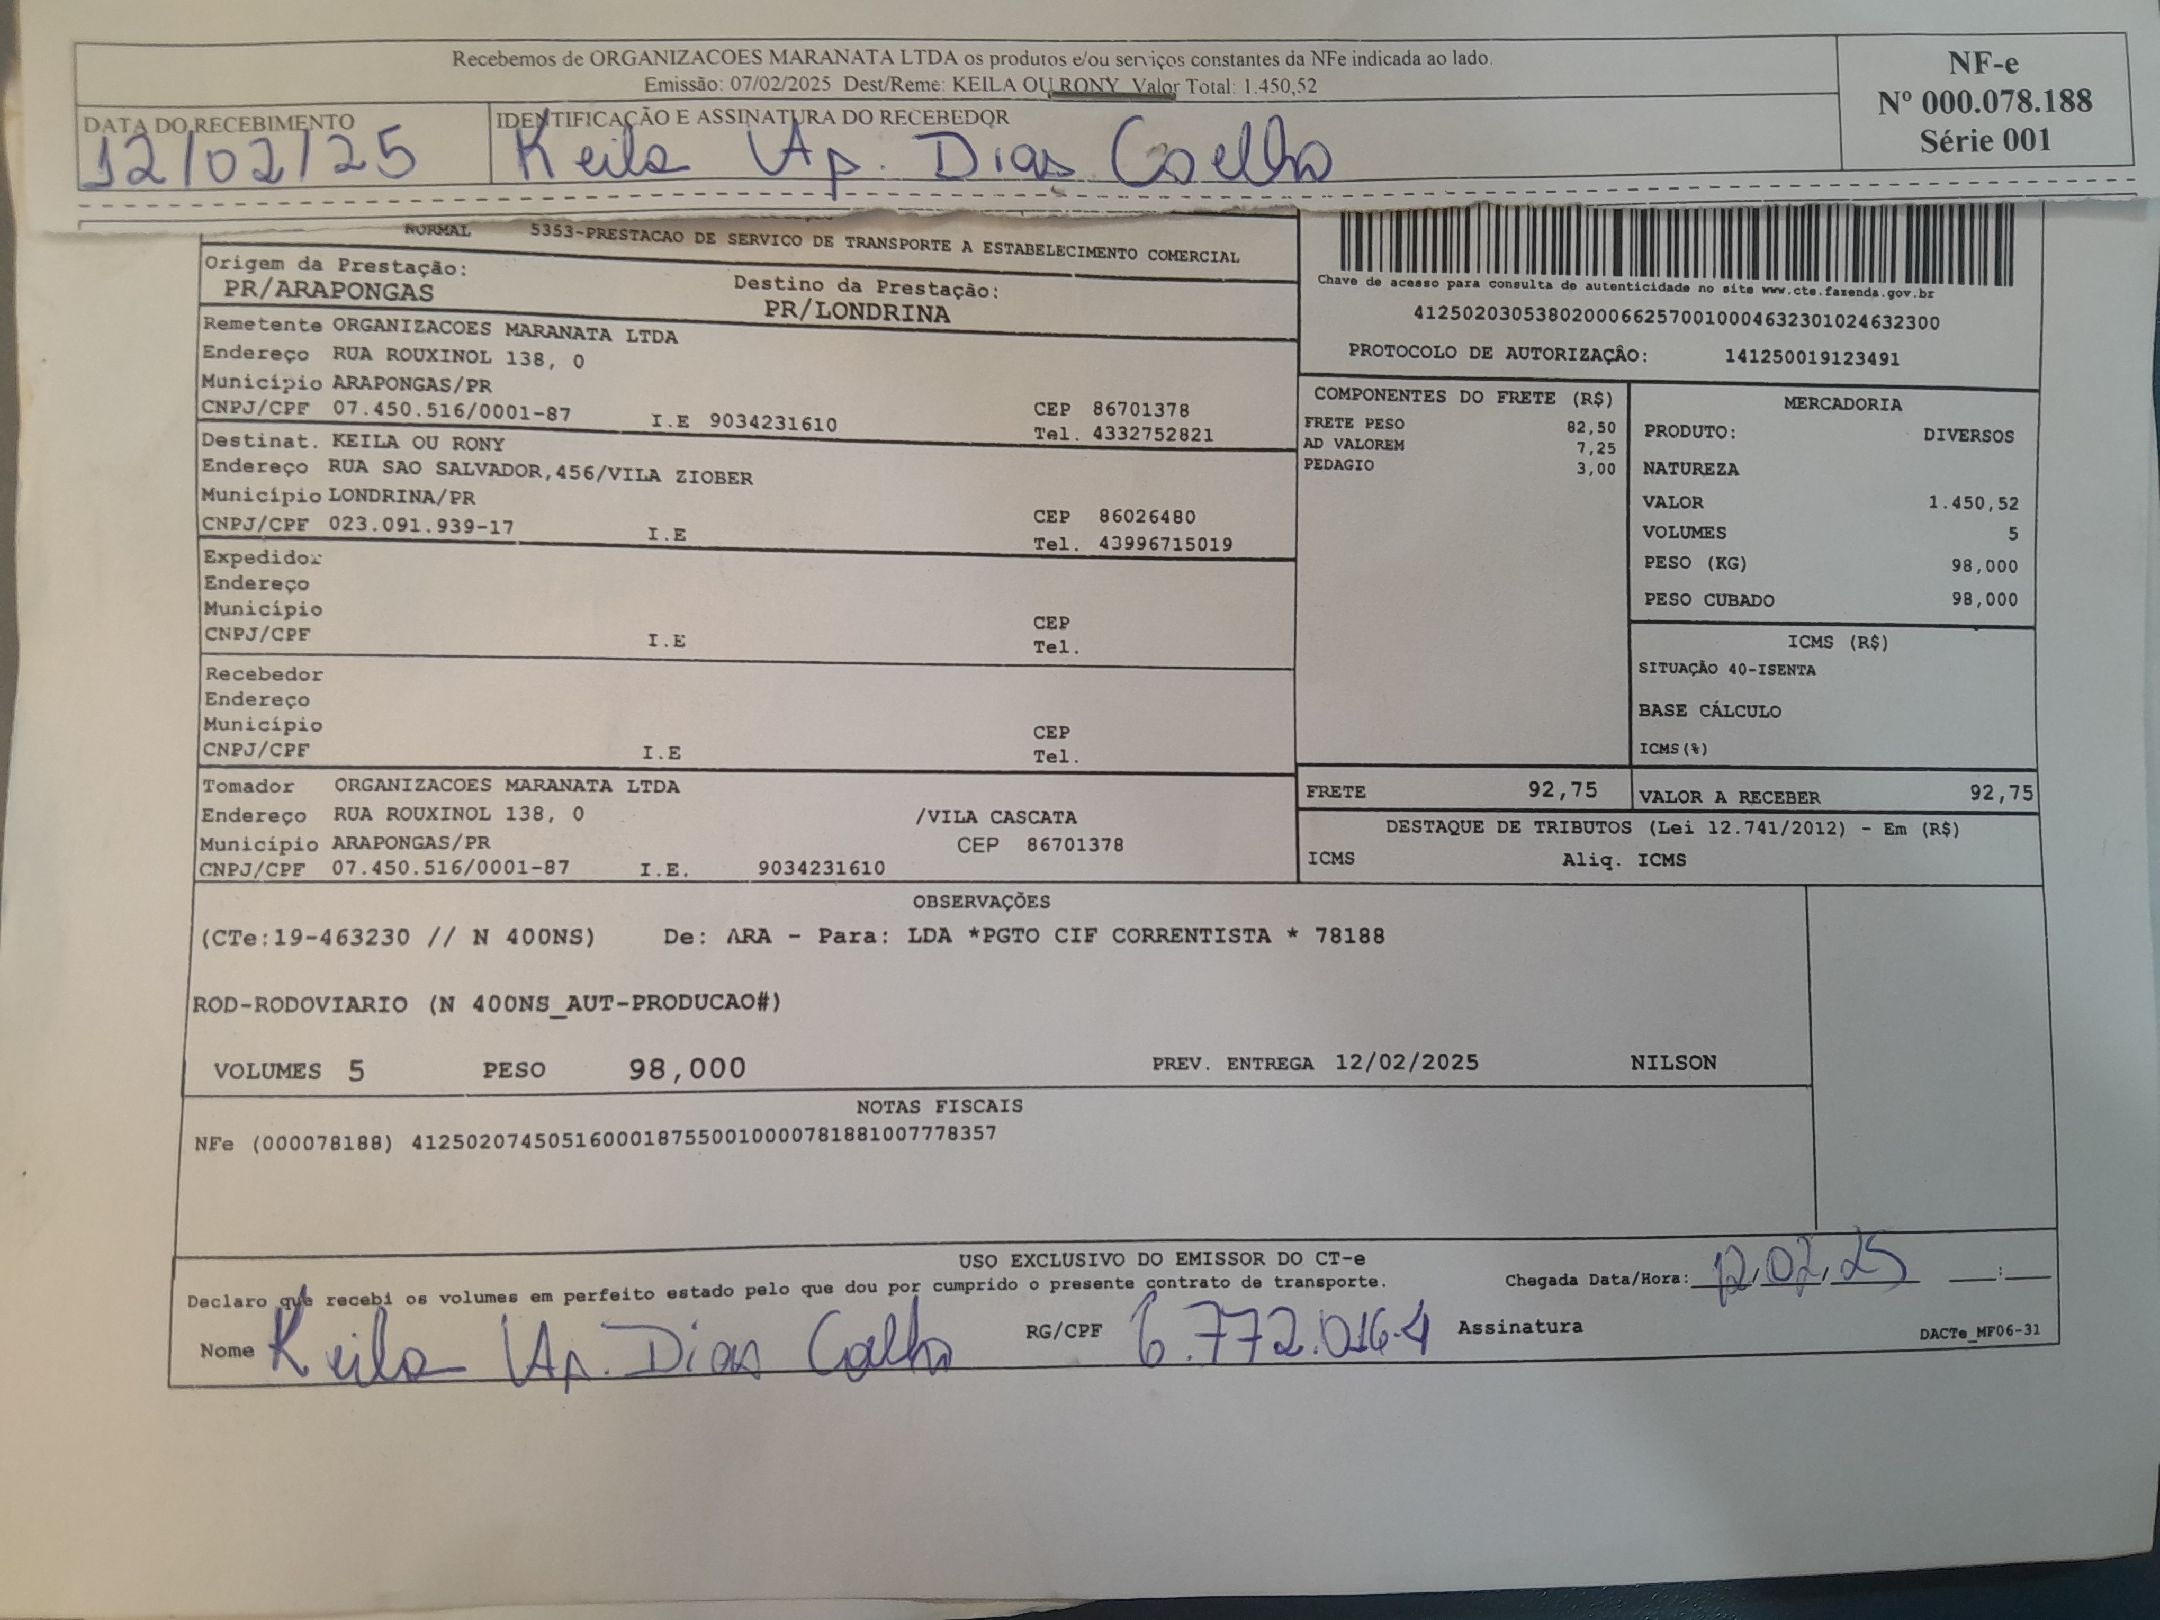 Recebemos de ORGANIZACOES MARANATA LTDA os produtos e/ou serviços constantes da NFe indicada ao lado.
Emissão: 07/02/2025 Dest/Reme: KEILA OU RONY Valor Total: 1.450,52
NF-e
Nº 000.078.188
Série 001
DATA DO RECEBIMENTO
12/02/25
IDENTIFICAÇÃO E ASSINATURA DO RECEBEDOR
Keila Ap. Dias Coelho
NORMAL 5353-PRESTACAO DE SERVICO DE TRANSPORTE A ESTABELECIMENTO COMERCIAL
Origem da Prestação:
PR/ARAPONGAS
Destino da Prestação:
PR/LONDRINA
Remetente ORGANIZACOES MARANATA LTDA
Endereço RUA ROUXINOL 138, 0
Município ARAPONGAS/PR
CNPJ/CPF 07.450.516/0001-87 I.E 9034231610
CEP 86701378
Tel. 4332752821
Destinat. KEILA OU RONY
Endereço RUA SAO SALVADOR,456/VILA ZIOBER
Município LONDRINA/PR
CNPJ/CPF 023.091.939-17 I.E
CEP 86026480
Tel. 43996715019
Expedidor
Endereço
Município
CNPJ/CPF I.E
CEP
Tel.
Recebedor
Endereço
Município
CNPJ/CPF I.E
CEP
Tel.
Tomador ORGANIZACOES MARANATA LTDA
Endereço RUA ROUXINOL 138, 0 /VILA CASCATA
Município ARAPONGAS/PR CEP 86701378
CNPJ/CPF 07.450.516/0001-87 I.E. 9034231610
Chave de acesso para consulta de autenticidade no site www.cte.fazenda.gov.br
41250203053802000662570010004632301024632300
PROTOCOLO DE AUTORIZAÇÃO: 141250019123491
COMPONENTES DO FRETE (R$)
FRETE PESO 82,50
AD VALOREM 7,25
PEDAGIO 3,00
MERCADORIA
PRODUTO: DIVERSOS
NATUREZA
VALOR 1.450,52
VOLUMES 5
PESO (KG) 98,000
PESO CUBADO 98,000
ICMS (R$)
SITUAÇÃO 40-ISENTA
BASE CÁLCULO
ICMS(%)
FRETE 92,75
VALOR A RECEBER 92,75
DESTAQUE DE TRIBUTOS (Lei 12.741/2012) - Em (R$)
ICMS Aliq. ICMS
OBSERVAÇÕES
(CTe:19-463230 // N 400NS) De: ARA - Para: LDA *PGTO CIF CORRENTISTA * 78188
ROD-RODOVIARIO (N 400NS_AUT-PRODUCAO#)
VOLUMES 5 PESO 98,000 PREV. ENTREGA 12/02/2025 NILSON
NOTAS FISCAIS
NFe (000078188) 41250207450516000187550010000781881007778357
USO EXCLUSIVO DO EMISSOR DO CT-e
Declaro que recebi os volumes em perfeito estado pelo que dou por cumprido o presente contrato de transporte.
Chegada Data/Hora: 12/02/25 __:__
Nome Keila Ap. Dias Coelho RG/CPF 6.772.016-4 Assinatura
DACTe_MF06-31